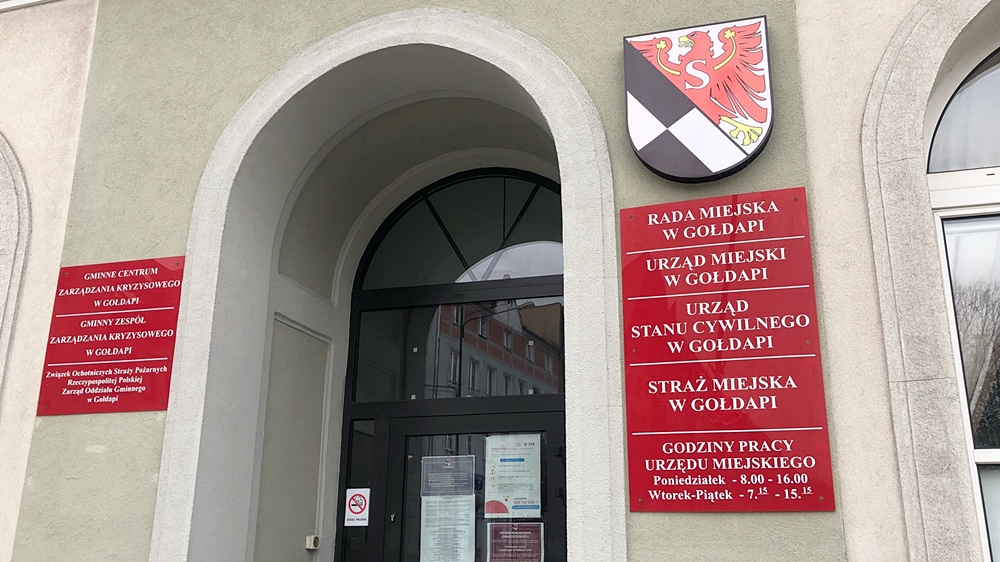 GMINNE CENTRUM
ZARZĄDZANIA KRYZYSOWEGO
W GOŁDAPI
GMINNY ZESPÓŁ
ZARZĄDZANIA KRYZYSOWEGO
W GOŁDAPI
Związek Ochotniczych Straży Pożarnych
Rzeczypospolitej Polskiej
Zarząd Oddziału Gminnego
w Gołdapi
S
RADA MIEJSKA
W GOŁDAPI
URZĄD MIEJSKI
W GOŁDAPI
URZĄD
STANU CYWILNEGO
W GOŁDAPI
STRAŻ MIEJSKA
W GOŁDAPI
GODZINY PRACY
URZĘDU MIEJSKIEGO
Poniedziałek - 8.00 - 16.00
Wtorek-Piątek - 7.15 - 15.15